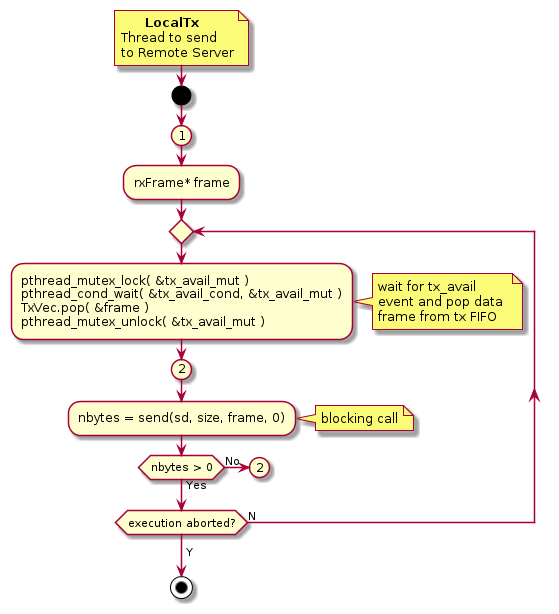 LocalTx
Thread to send
to Remote Server
1
rxFrame* frame
pthread_mutex_lock( &tx_avail_mut )
pthread_cond_wait( &tx_avail_cond, &tx_avail_mut )
TxVec.pop( &frame )
pthread_mutex_unlock( &tx_avail_mut )
wait for tx_avail
event and pop data
frame from tx FIFO
2
nbytes = send(sd, size, frame, 0)
blocking call
nbytes > 0
No
2
Yes
execution aborted?
N
Y